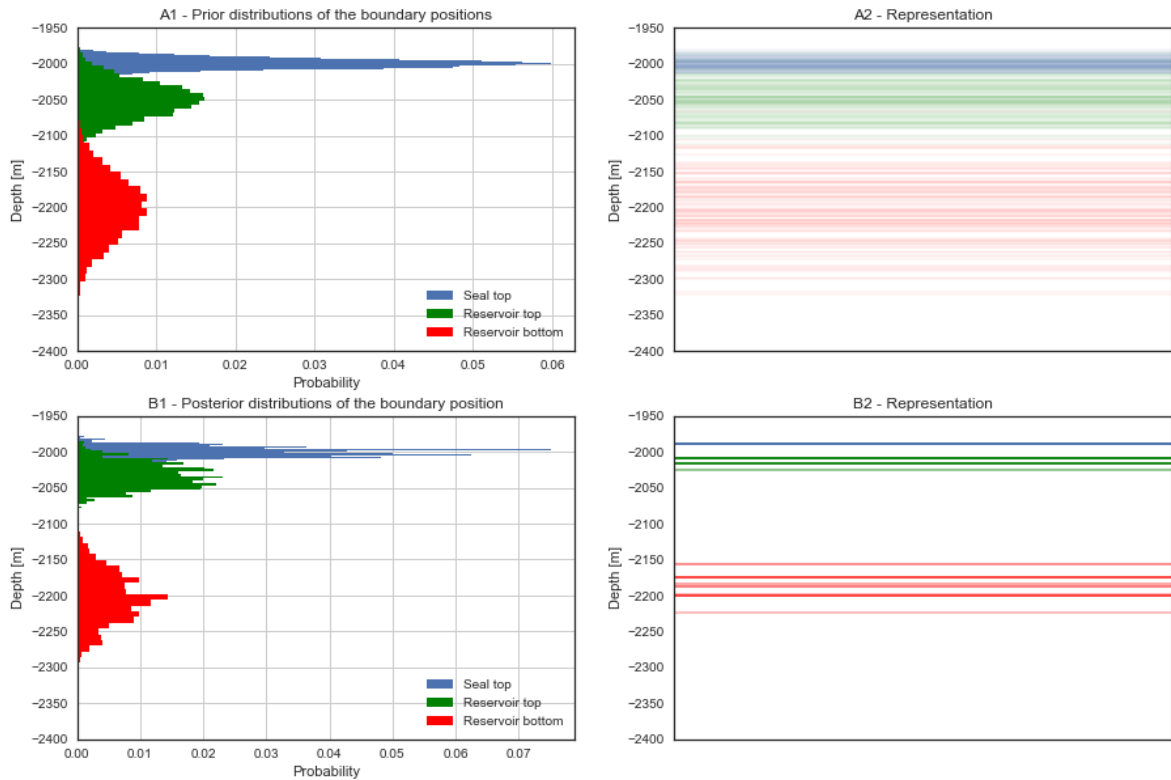 A1 - Prior distributions of the boundary positions
−1950
−2000
−2050
−2100
−2150
−2200
−2250
−2300
−2350
−2400
Depth [m]
Seal top
Reservoir top
Reservoir bottom
0.00 0.01 0.02 0.03 0.04 0.05 0.06
Probability
A2 - Representation
−1950
−2000
−2050
−2100
−2150
−2200
−2250
−2300
−2350
−2400
Depth [m]
B1 - Posterior distributions of the boundary position
−1950
−2000
−2050
−2100
−2150
−2200
−2250
−2300
−2350
−2400
Depth [m]
Seal top
Reservoir top
Reservoir bottom
0.00 0.01 0.02 0.03 0.04 0.05 0.06 0.07
Probability
B2 - Representation
−1950
−2000
−2050
−2100
−2150
−2200
−2250
−2300
−2350
−2400
Depth [m]